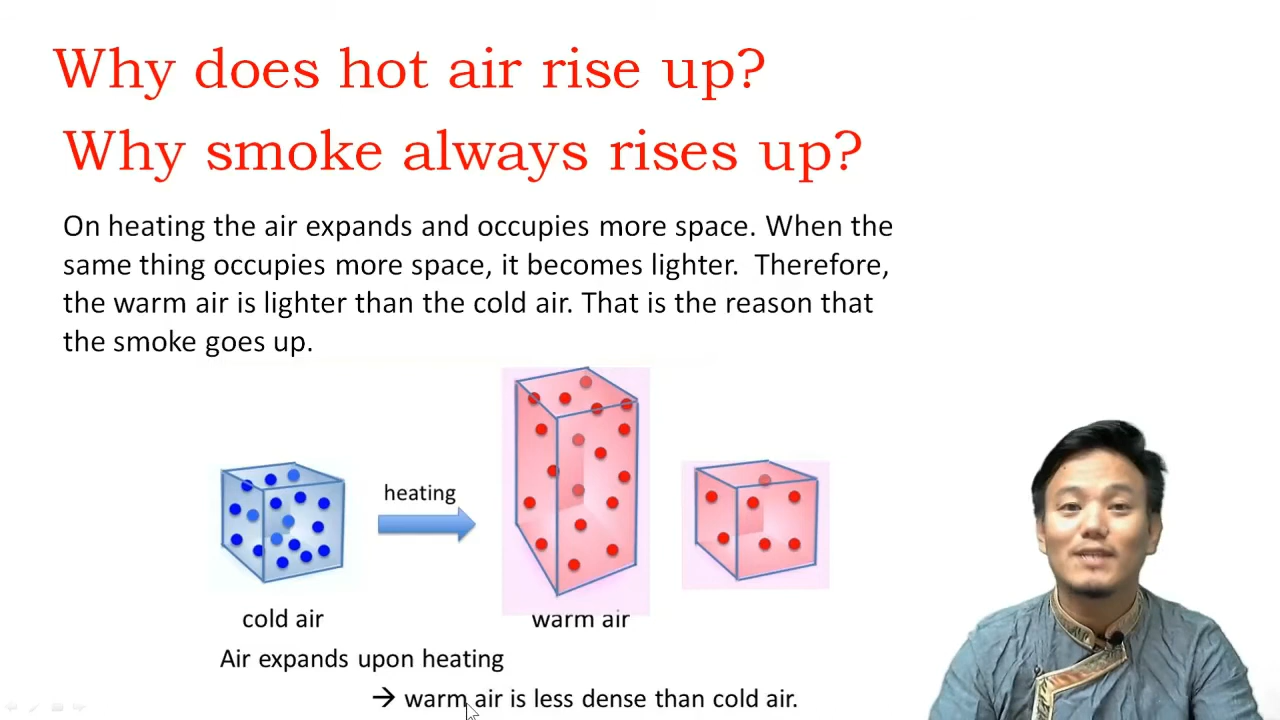 Why does hot air rise up?
Why smoke always rises up?
On heating the air expands and occupies more space. When the
same thing occupies more space, it becomes lighter. Therefore,
the warm air is lighter than the cold air. That is the reason that
the smoke goes up.
heating
cold air
warm air
Air expands upon heating
→ warm air is less dense than cold air.